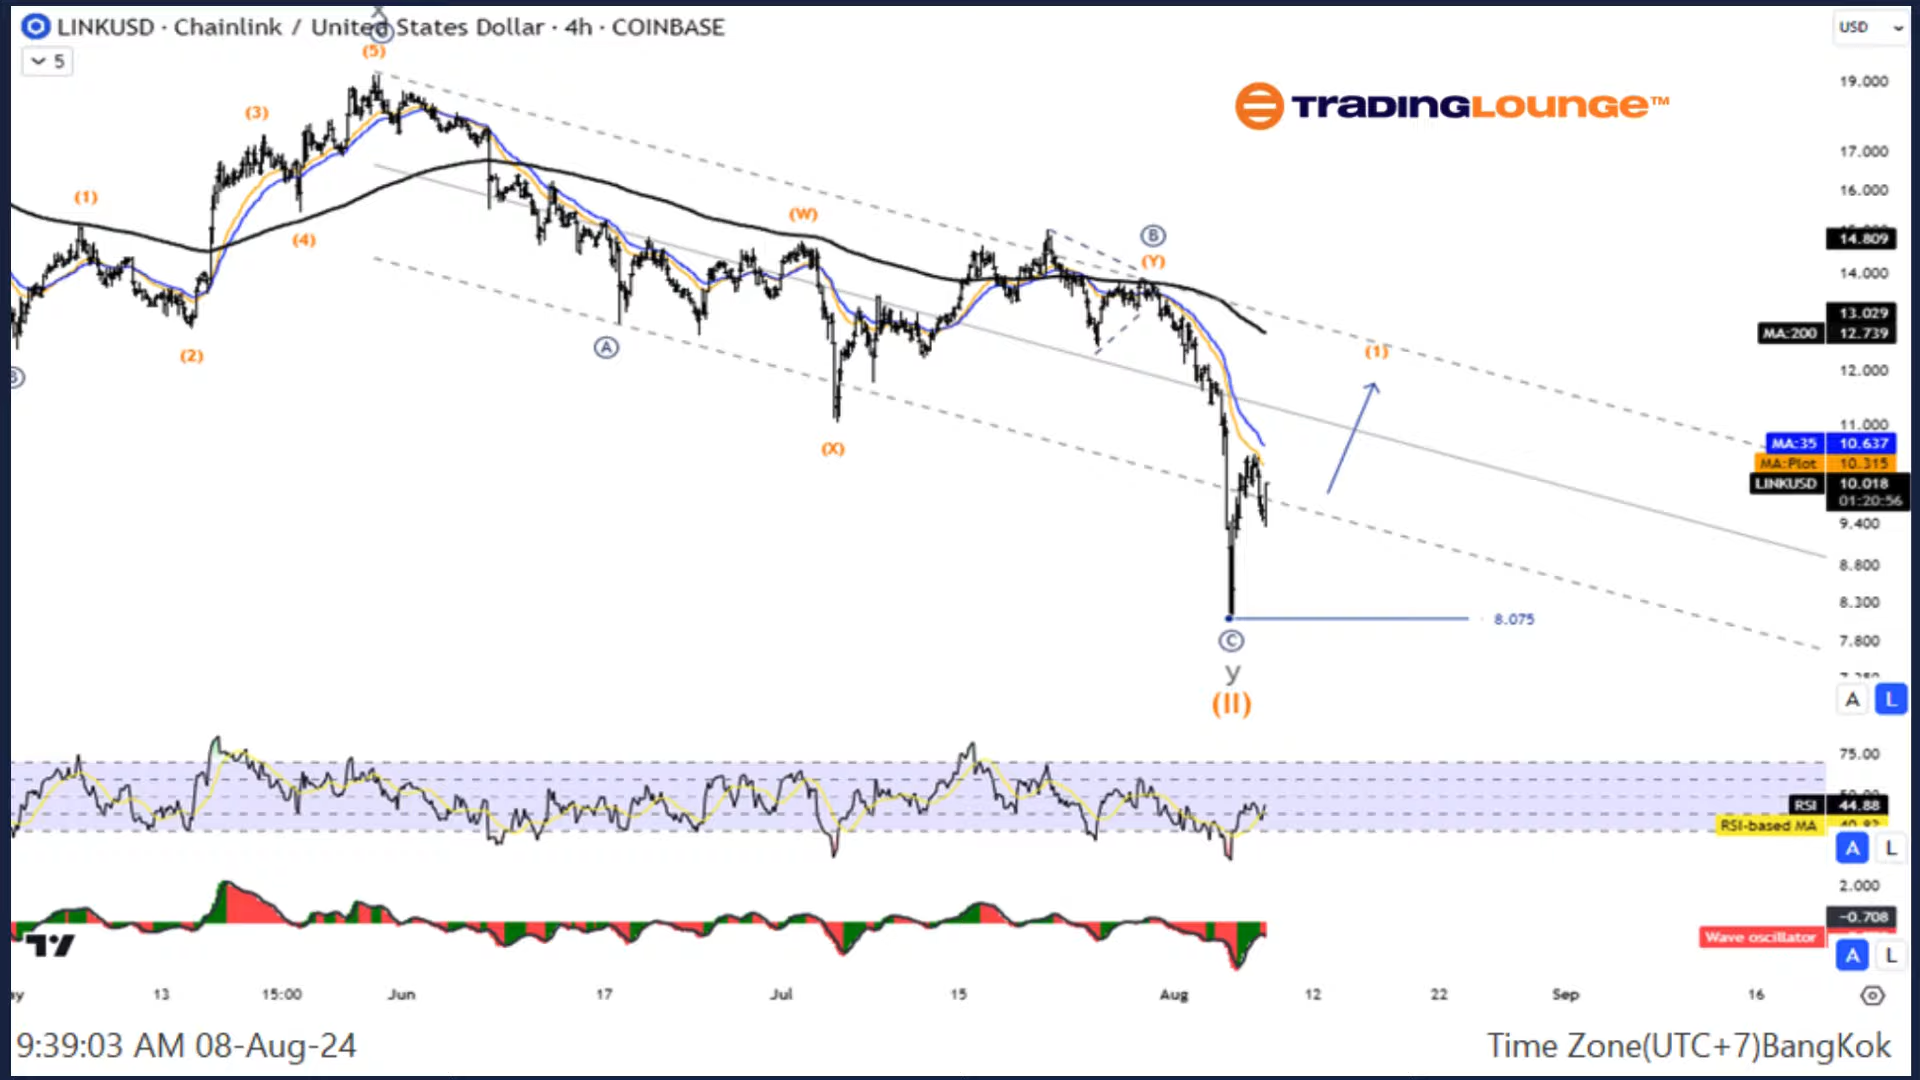 LINKUSD · Chainlink / United States Dollar · 4h · COINBASE
USD
5
x
(5)
(3)
(1)
(4)
(2)
B
A
(W)
(X)
B
(Y)
(1)
TRADINGLOUNGE™
19.000
17.000
16.000
14.809
14.000
13.029
MA:200 12.739
12.000
11.000
MA:35 10.637
MA:Plot 10.315
LINKUSD 10.018
01:20:56
9.400
8.800
8.300
7.800
8.075
C
y
(II)
A L
75.00
RSI 44.88
RSI-based MA 40.82
A L
2.000
-0.708
Wave oscillator
A L
13 15:00 Jun 17 Jul 15 Aug 12 22 Sep 16
9:39:03 AM 08-Aug-24
Time Zone(UTC+7)BangKok